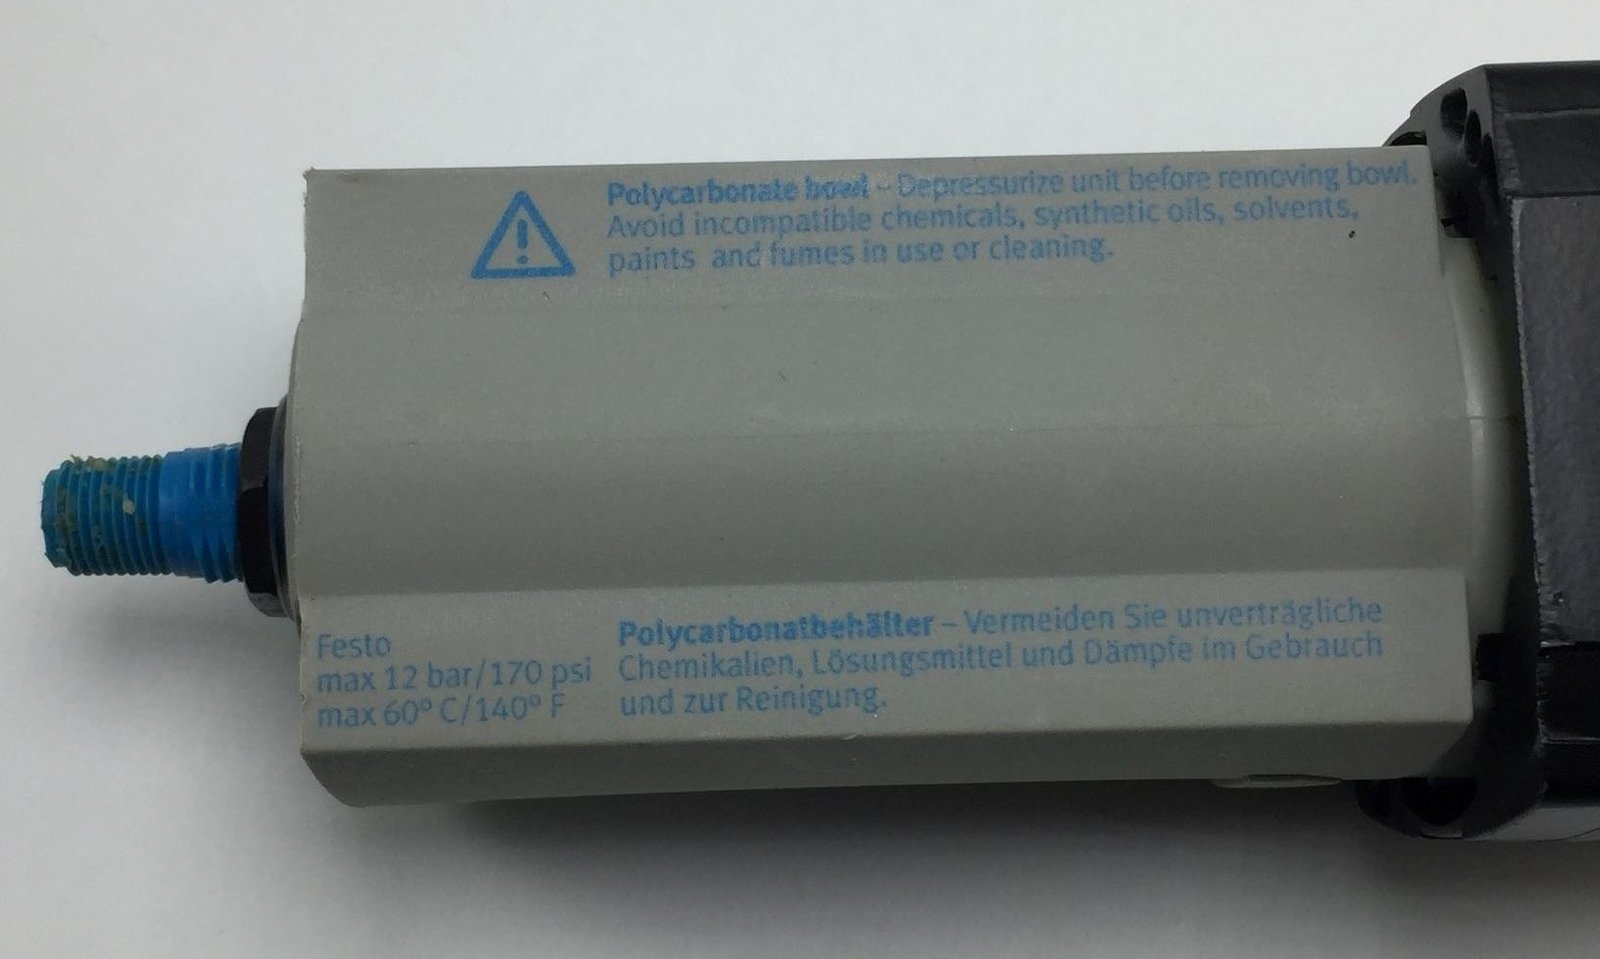 Polycarbonate bowl – Depressurize unit before removing bowl.
Avoid incompatible chemicals, synthetic oils, solvents,
paints and fumes in use or cleaning.
Festo
max 12 bar/170 psi
max 60° C/140° F
Polycarbonatbehälter – Vermeiden Sie unverträgliche
Chemikalien, Lösungsmittel und Dämpfe im Gebrauch
und zur Reinigung.